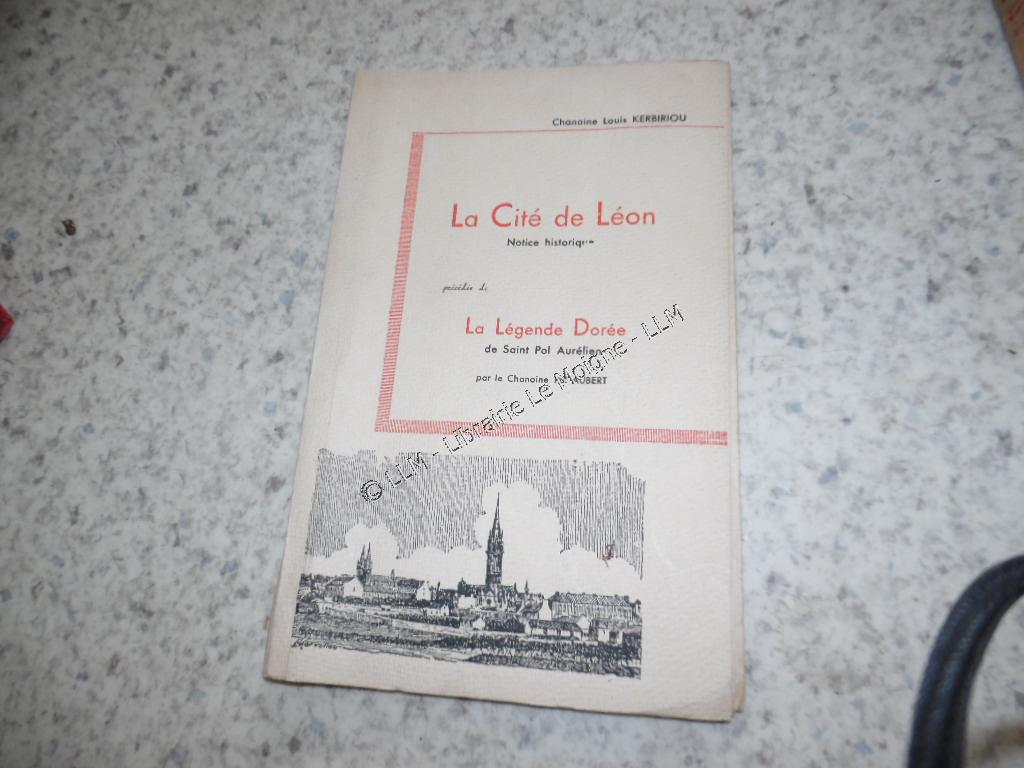 Chanoine Louis KERBIRIOU
La Cité de Léon
Notice historique
précédée de
La Légende Dorée
de Saint Pol Aurélien
par le Chanoine AUBERT
© LLM - Librairie Le Moigne - LLM